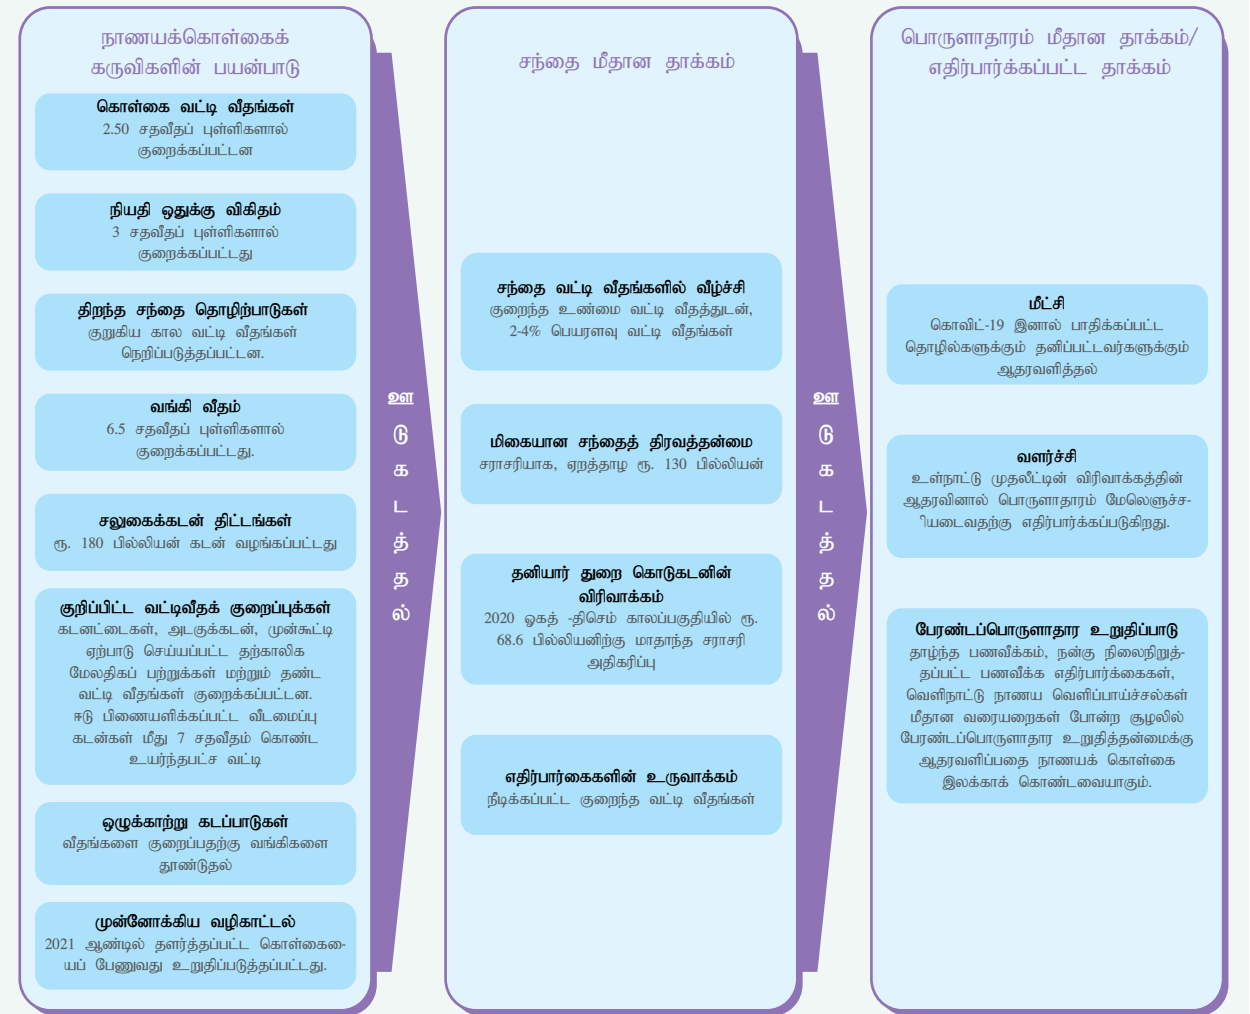 நாணயக்கொள்கைக்
கருவிகளின் பயன்பாடு
கொள்கை வட்டி வீதங்கள்
2.50 சதவீதப் புள்ளிகளால்
குறைக்கப்பட்டன
நியதி ஒதுக்கு விகிதம்
3 சதவீதப் புள்ளிகளால்
குறைக்கப்பட்டது
திறந்த சந்தை தொழிற்பாடுகள்
குறுகிய கால வட்டி வீதங்கள்
நெறிப்படுத்தப்பட்டன.
வங்கி வீதம்
6.5 சதவீதப் புள்ளிகளால்
குறைக்கப்பட்டது.
சலுகைக்கடன் திட்டங்கள்
ரூ. 180 பில்லியன் கடன் வழங்கப்பட்டது
குறிப்பிட்ட வட்டிவீதக் குறைப்புக்கள்
கடனட்டைகள், அடகுக்கடன், முன்கூட்டி
ஏற்பாடு செய்யப்பட்ட தற்காலிக
மேலதிகப் பற்றுக்கள் மற்றும் தண்ட
வட்டி வீதங்கள் குறைக்கப்பட்டன.
ஈடு பிணையளிக்கப்பட்ட வீடமைப்பு
கடன்கள் மீது 7 சதவீதம் கொண்ட
உயர்ந்தபட்ச வட்டி
ஒழுக்காற்று கடப்பாடுகள்
வீதங்களை குறைப்பதற்கு வங்கிகளை
தூண்டுதல்
முன்னோக்கிய வழிகாட்டல்
2021 ஆண்டில் தளர்த்தப்பட்ட கொள்கைை-
யப் பேணுவது உறுதிப்படுத்தப்பட்டது.
ஊ
டு
க
ட
த்
த
ல்
சந்தை மீதான தாக்கம்
சந்தை வட்டி வீதங்களில் வீழ்ச்சி
குறைந்த உண்மை வட்டி வீதத்துடன்,
2-4% பெயரளவு வட்டி வீதங்கள்
மிகையான சந்தைத் திரவத்தன்மை
சராசரியாக, ஏறத்தாழ ரூ. 130 பில்லியன்
தனியார் துறை கொடுகடனின்
விரிவாக்கம்
2020 ஓகத் -திசெம் காலப்பகுதியில் ரூ.
68.6 பில்லியனிற்கு மாதாந்த சராசரி
அதிகரிப்பு
எதிர்பார்கைகளின் உருவாக்கம்
நீடிக்கப்பட்ட குறைந்த வட்டி வீதங்கள்
ஊ
டு
க
ட
த்
த
ல்
பொருளாதாரம் மீதான தாக்கம்/
எதிர்பார்க்கப்பட்ட தாக்கம்
மீட்சி
கொவிட்-19 இனால் பாதிக்கப்பட்ட
தொழில்களுக்கும் தனிப்பட்டவர்களுக்கும்
ஆதரவளித்தல்
வளர்ச்சி
உள்நாட்டு முதலீட்டின் விரிவாக்கத்தின்
ஆதரவினால் பொருளாதாரம் மேலெளுச்ச-
ியடைவதற்கு எதிர்பார்க்கப்படுகிறது.
பேரண்டப்பொருளாதார உறுதிப்பாடு
தாழ்ந்த பணவீக்கம், நன்கு நிலைநிறுத்-
தப்பட்ட பணவீக்க எதிர்பார்க்கைகள்,
வெளிநாட்டு நாணய வெளிப்பாய்ச்சல்கள்
மீதான வரையறைகள் போன்ற சூழலில்
பேரண்டப்பொருளாதார உறுதித்தன்மைக்கு
ஆதரவளிப்பதை நாணயக் கொள்கை
இலக்காக் கொண்டவையாகும்.